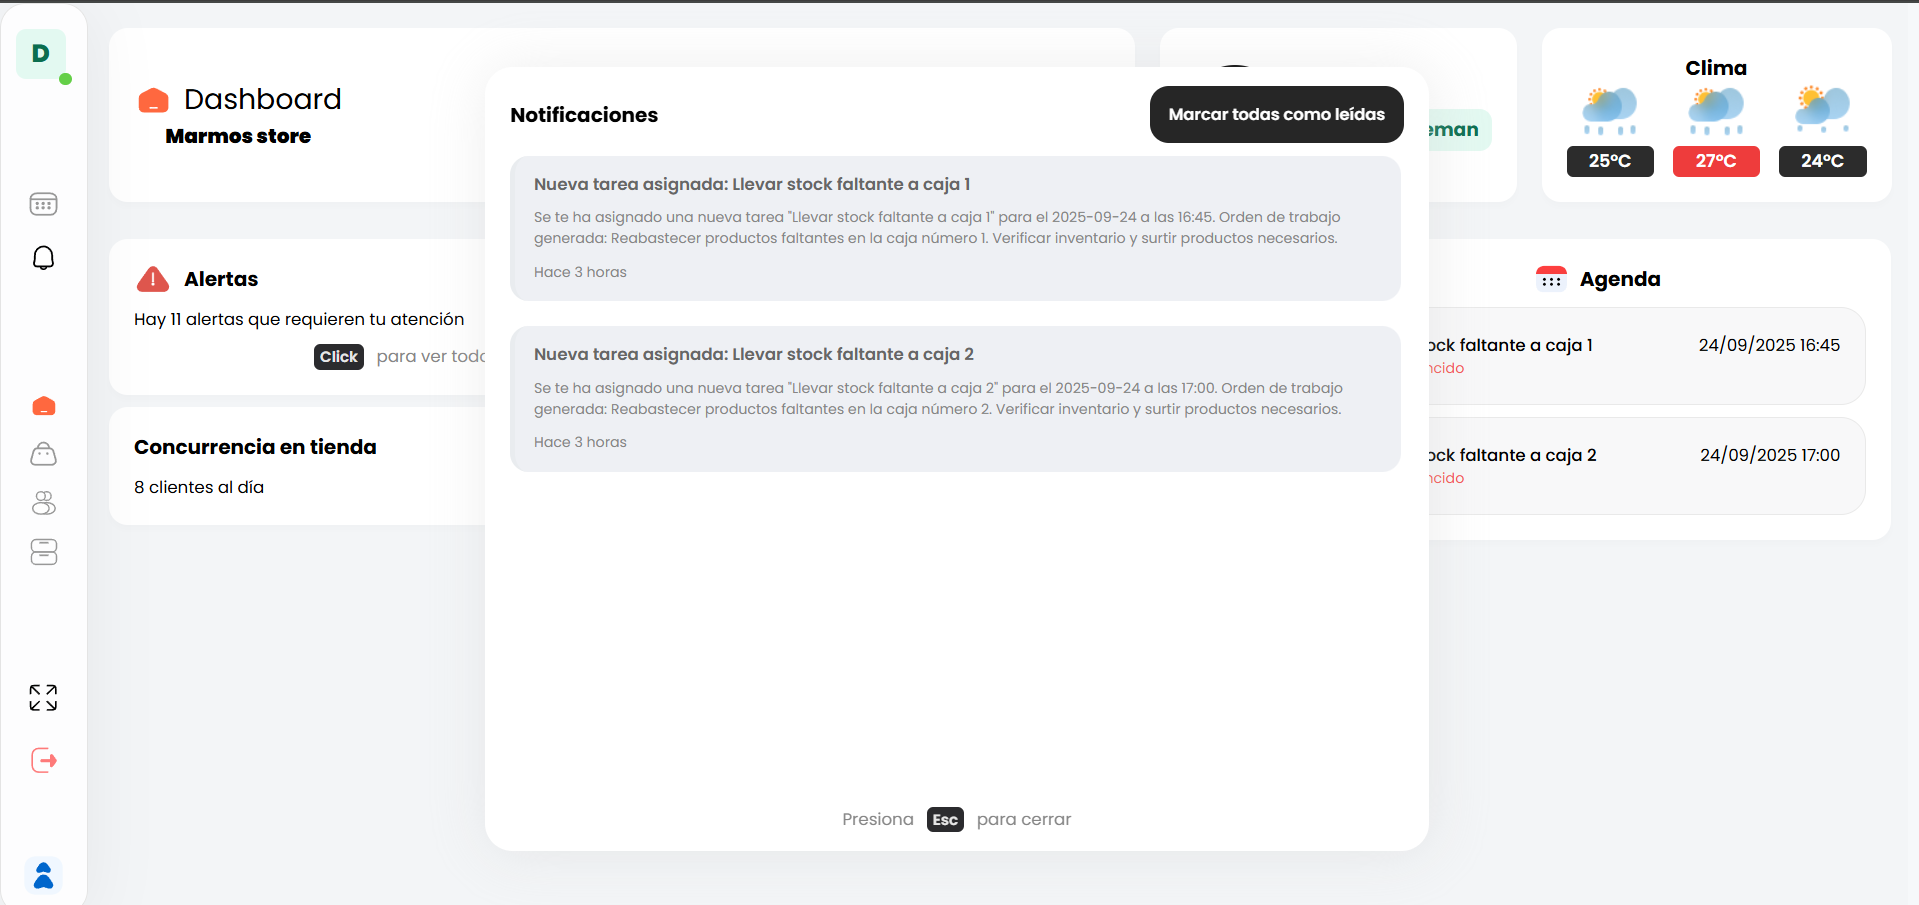 D
Dashboard
Marmos store
Alertas
Hay 11 alertas que requieren tu atención
Click para ver
Concurrencia en tienda
8 clientes al día
Notificaciones
Marcar todas como leídas
Nueva tarea asignada: Llevar stock faltante a caja 1
Se te ha asignado una nueva tarea "Llevar stock faltante a caja 1" para el 2025-09-24 a las 16:45. Orden de trabajo
generada: Reabastecer productos faltantes en la caja número 1. Verificar inventario y surtir productos necesarios.
Hace 3 horas
Nueva tarea asignada: Llevar stock faltante a caja 2
Se te ha asignado una nueva tarea "Llevar stock faltante a caja 2" para el 2025-09-24 a las 17:00. Orden de trabajo
generada: Reabastecer productos faltantes en la caja número 2. Verificar inventario y surtir productos necesarios.
Hace 3 horas
Presiona Esc para cerrar
Clima
25°C 27°C 24°C
Agenda
faltante a caja 1 24/09/2025 16:45
faltante a caja 2 24/09/2025 17:00